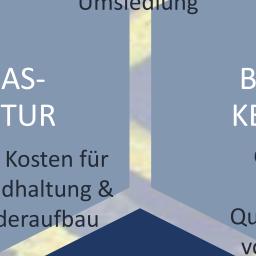 Umsiedlung
AS-
TUR
Kosten für
dhaltung &
deraufbau
B
KE
Qu
vo